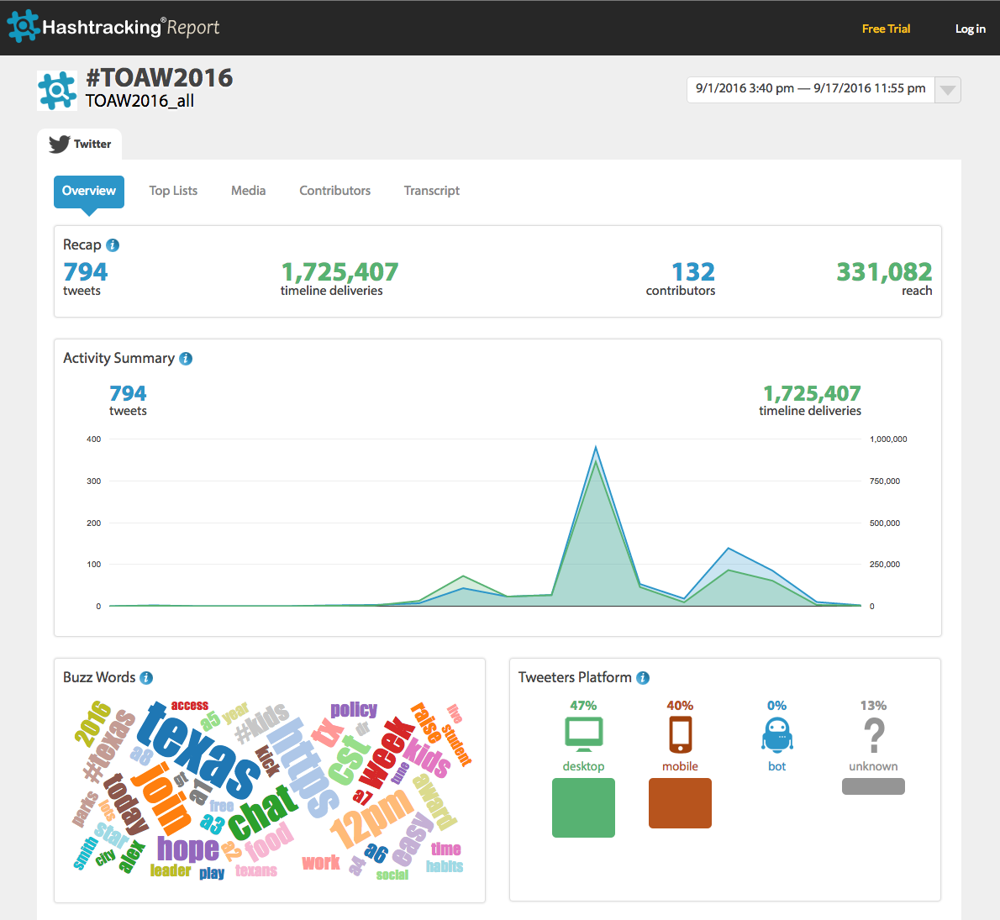 Hashtracking® Report
Free Trial
Log in
#TOAW2016
TOAW2016_all
9/1/2016 3:40 pm — 9/17/2016 11:55 pm
Twitter
Overview
Top Lists
Media
Contributors
Transcript
Recap i
794
tweets
1,725,407
timeline deliveries
132
contributors
331,082
reach
Activity Summary i
794
tweets
1,725,407
timeline deliveries
400
300
200
100
0
1,000,000
750,000
500,000
250,000
0
Buzz Words i
2016
#texas
access
a5
year
#kids
policy
raise
live
student
texas
a8
https
tx
dr
cst
week
kids
kick
tune
join
gt
a1
today
parks
lots
free
a3
chat
a7
award
12pm
star
smith
city
alex
hope
a2
food
leader
play
texans
work
a4
a6
easy
social
time
habits
Tweeters Platform i
47%
desktop
40%
mobile
0%
bot
13%
?
unknown